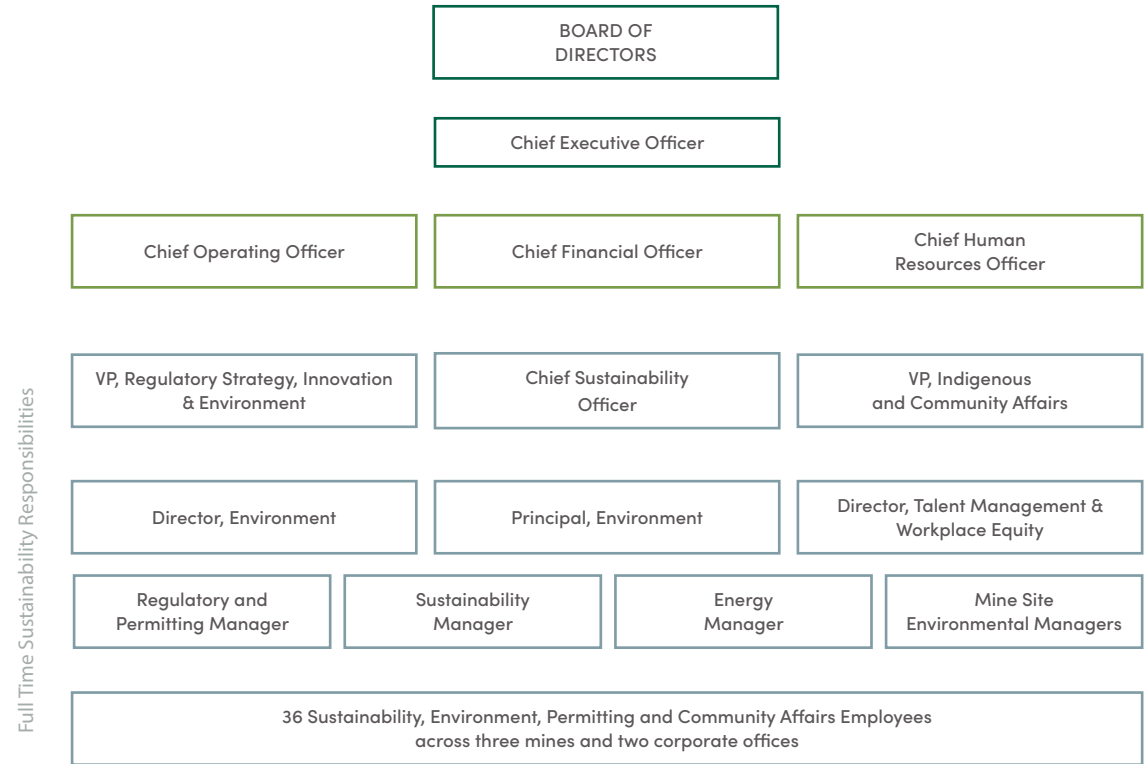 BOARD OF
DIRECTORS
Chief Executive Officer
Chief Operating Officer
Chief Financial Officer
Chief Human
Resources Officer
VP, Regulatory Strategy, Innovation
& Environment
Chief Sustainability
Officer
VP, Indigenous
and Community Affairs
Full Time Sustainability Responsibilities
Director, Environment
Principal, Environment
Director, Talent Management &
Workplace Equity
Regulatory and
Permitting Manager
Sustainability
Manager
Energy
Manager
Mine Site
Environmental Managers
36 Sustainability, Environment, Permitting and Community Affairs Employees
across three mines and two corporate offices